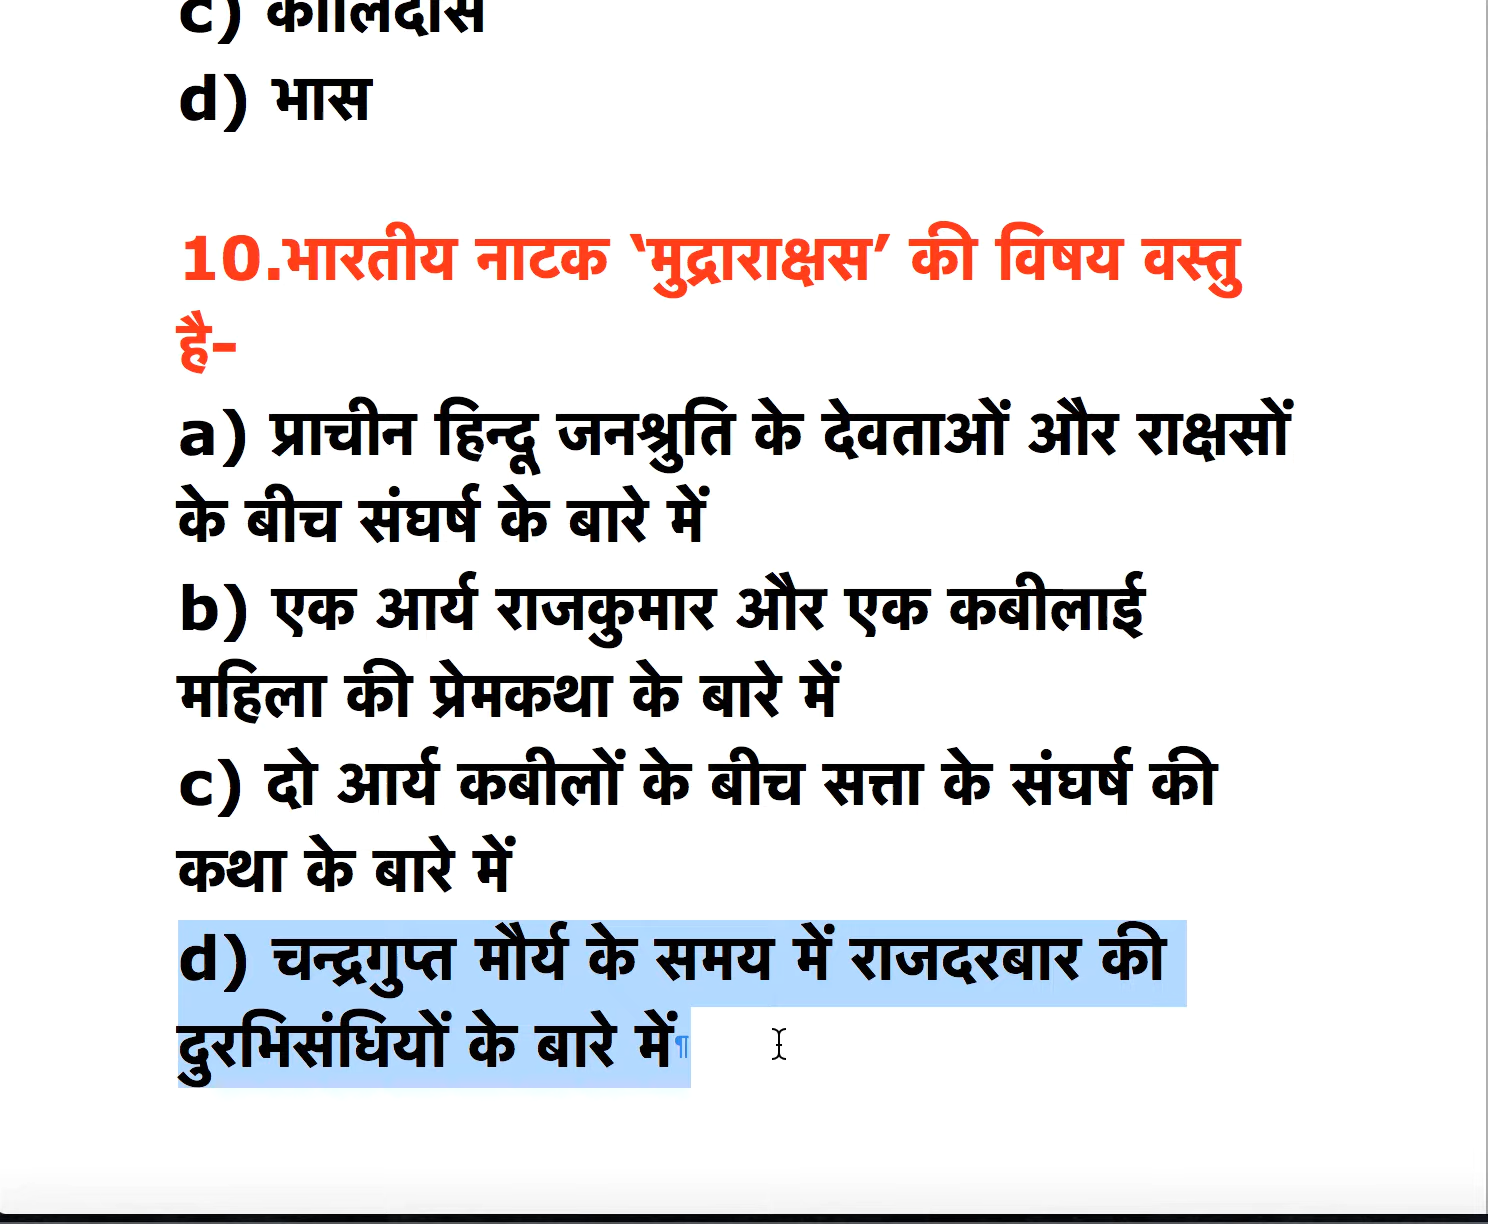 c) कालिदास
d) भास
10.भारतीय नाटक ‘मुद्राराक्षस’ की विषय वस्तु
है-
a) प्राचीन हिन्दू जनश्रुति के देवताओं और राक्षसों
के बीच संघर्ष के बारे में
b) एक आर्य राजकुमार और एक कबीलाई
महिला की प्रेमकथा के बारे में
c) दो आर्य कबीलों के बीच सत्ता के संघर्ष की
कथा के बारे में
d) चन्द्रगुप्त मौर्य के समय में राजदरबार की
दुरभिसंधियों के बारे में¶